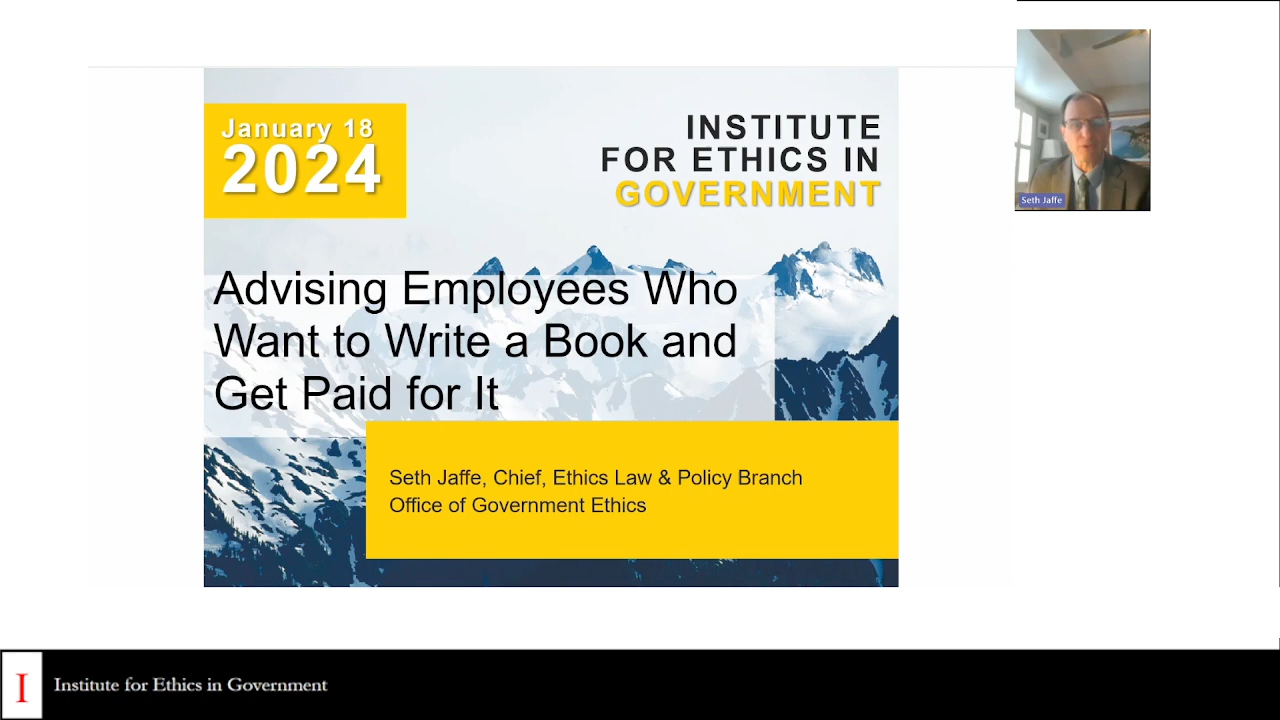 January 18
2024
INSTITUTE
FOR ETHICS IN
GOVERNMENT
Seth Jaffe
Advising Employees Who
Want to Write a Book and
Get Paid for It
Seth Jaffe, Chief, Ethics Law & Policy Branch
Office of Government Ethics
I
Institute for Ethics in Government